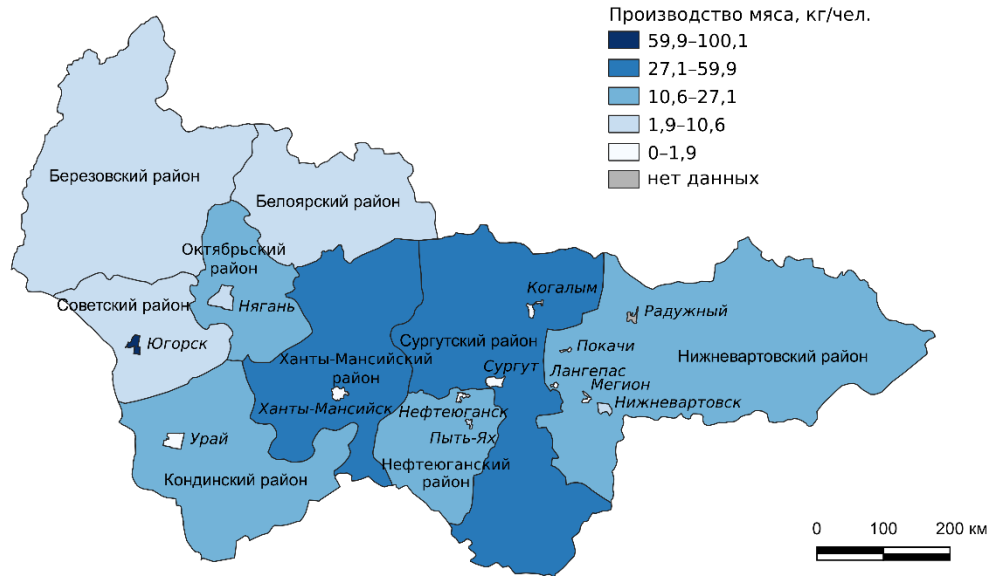 Производство мяса, кг/чел.
59,9–100,1
27,1–59,9
10,6–27,1
1,9–10,6
0–1,9
нет данных
Березовский район
Белоярский район
Октябрьский
район
Нягань
Советский район
Югорск
Ханты-Мансийский
район
Ханты-Мансийск
Урай
Кондинский район
Когалым
Сургутский район
Сургут
Нефтеюганск
Пыть-Ях
Нефтеюганский
район
Радужный
Покачи
Нижневартовский район
Лангепас
Мегион
Нижневартовск
0 100 200 км